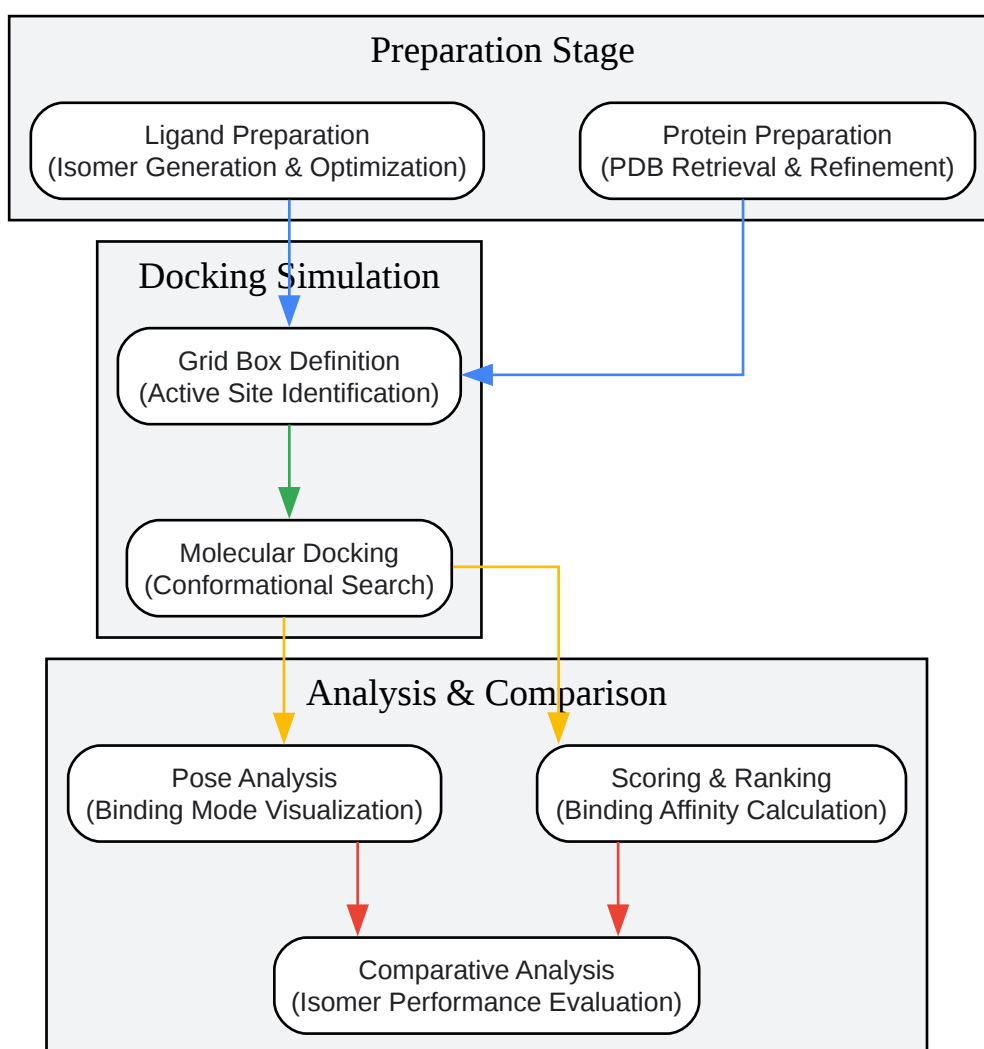 Preparation Stage
Ligand Preparation
(Isomer Generation & Optimization)
Protein Preparation
(PDB Retrieval & Refinement)
Docking Simulation
Grid Box Definition
(Active Site Identification)
Molecular Docking
(Conformational Search)
Analysis & Comparison
Pose Analysis
(Binding Mode Visualization)
Scoring & Ranking
(Binding Affinity Calculation)
Comparative Analysis
(Isomer Performance Evaluation)